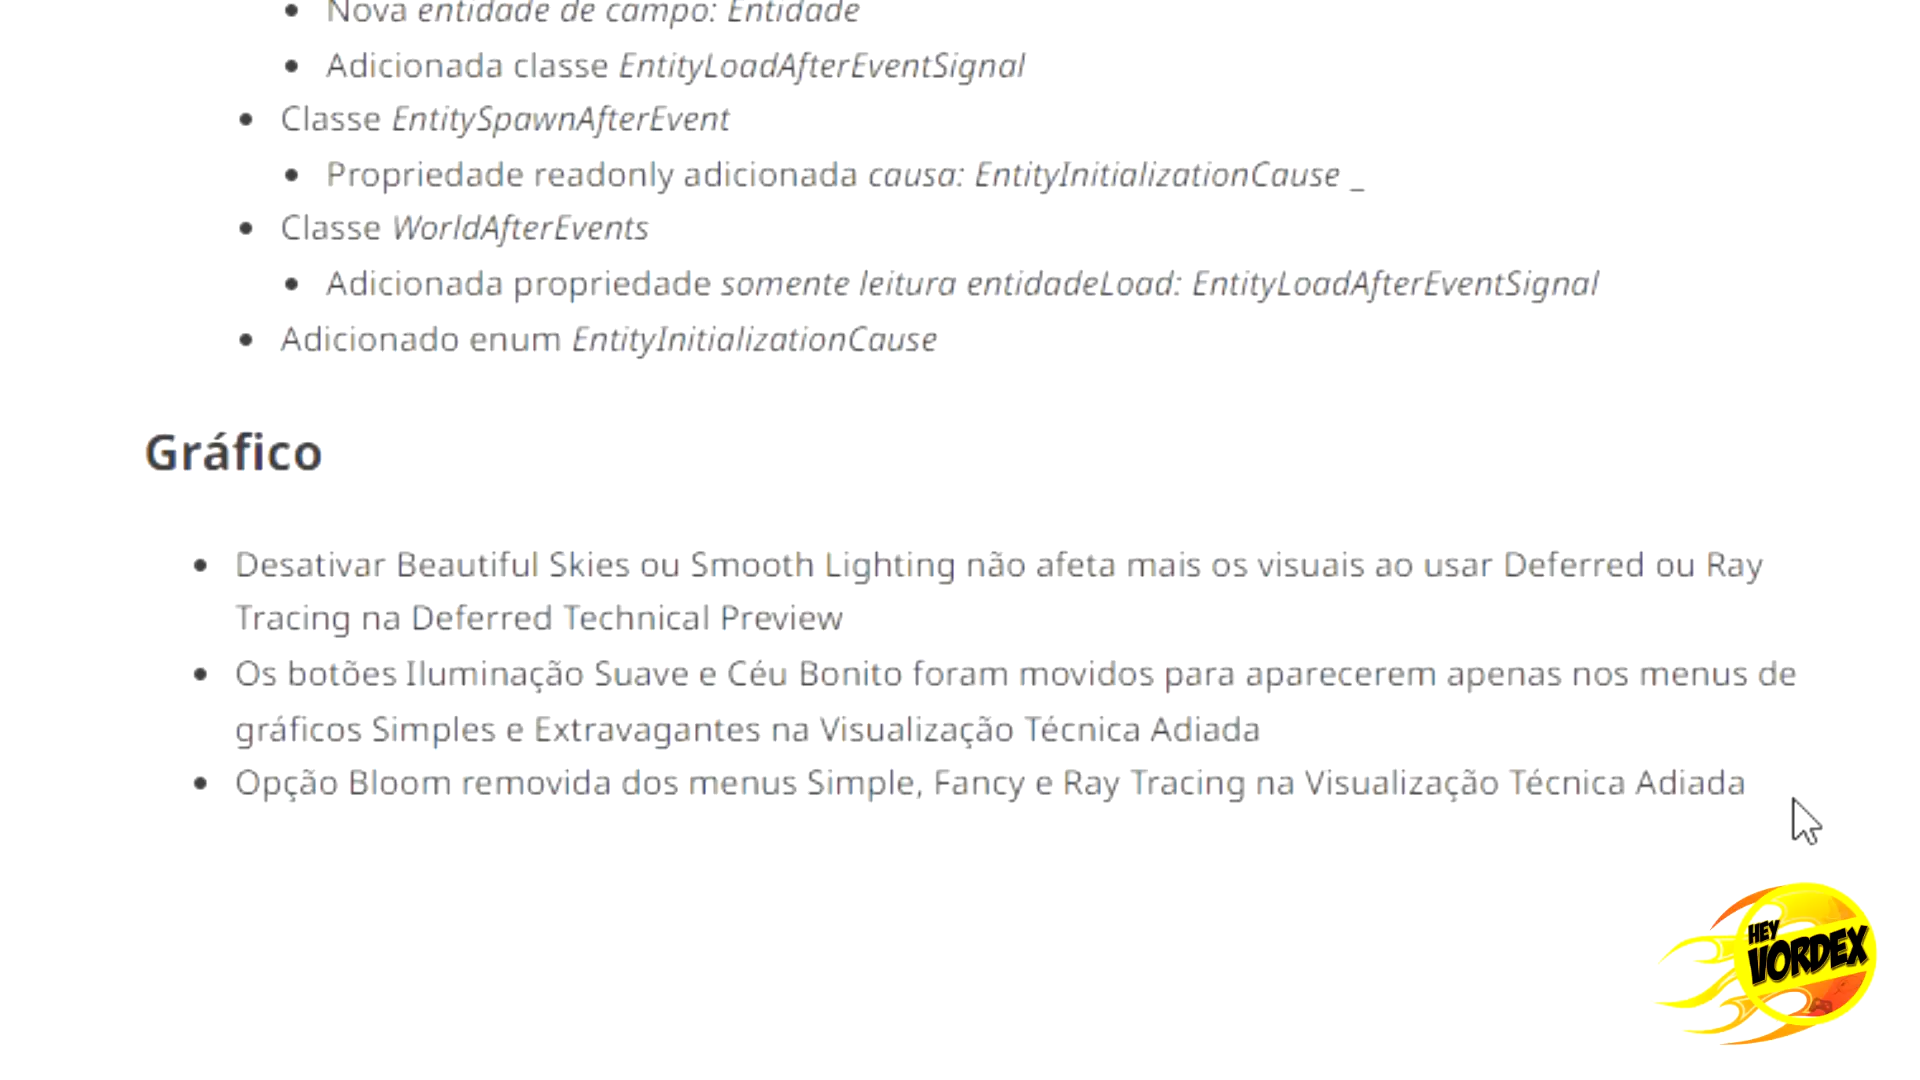 Nova entidade de campo: Entidade
Adicionada classe EntityLoadAfterEventSignal
Classe EntitySpawnAfterEvent
Propriedade readonly adicionada causa: EntityInitializationCause _
Classe WorldAfterEvents
Adicionada propriedade somente leitura entidadeLoad: EntityLoadAfterEventSignal
Adicionado enum EntityInitializationCause
Gráfico
Desativar Beautiful Skies ou Smooth Lighting não afeta mais os visuais ao usar Deferred ou Ray
Tracing na Deferred Technical Preview
Os botões Iluminação Suave e Céu Bonito foram movidos para aparecerem apenas nos menus de
gráficos Simples e Extravagantes na Visualização Técnica Adiada
Opção Bloom removida dos menus Simple, Fancy e Ray Tracing na Visualização Técnica Adiada
HEY
VORDEX